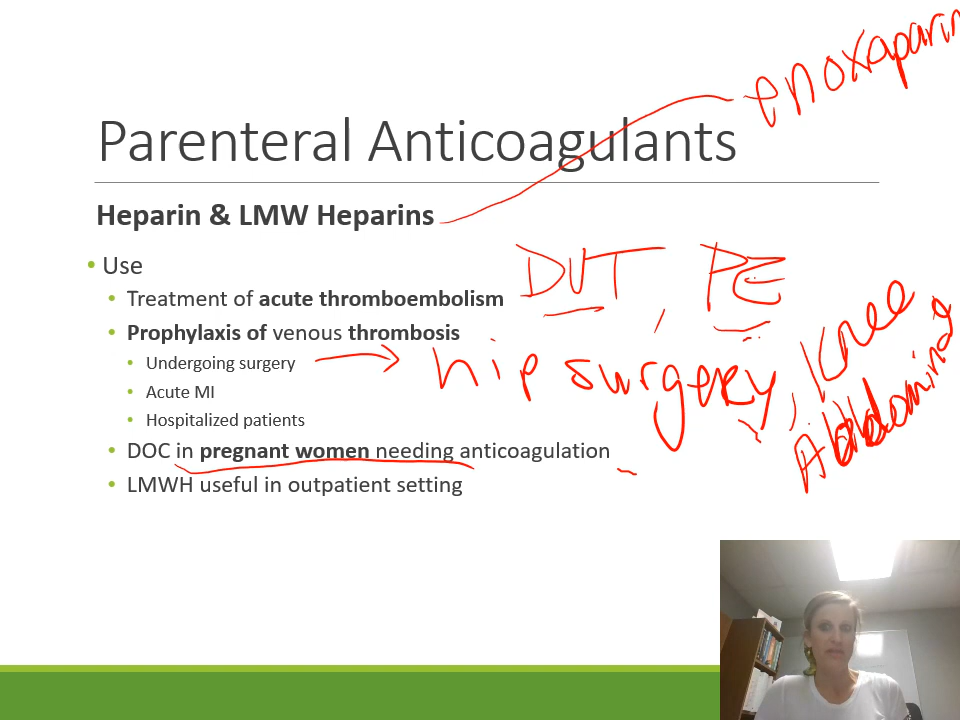 enoxaparin
Parenteral Anticoagulants
Heparin & LMW Heparins
• Use
DVT, PE
• Treatment of acute thromboembolism
• Prophylaxis of venous thrombosis
• Undergoing surgery
hip surgery, Knee
Abddominal
• Acute MI
• Hospitalized patients
• DOC in pregnant women needing anticoagulation
• LMWH useful in outpatient setting